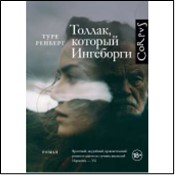 ТУРЕ
РЕНБЕРГ
Толлак,
который
Ингеборги
CORPUS
РОМАН
16+